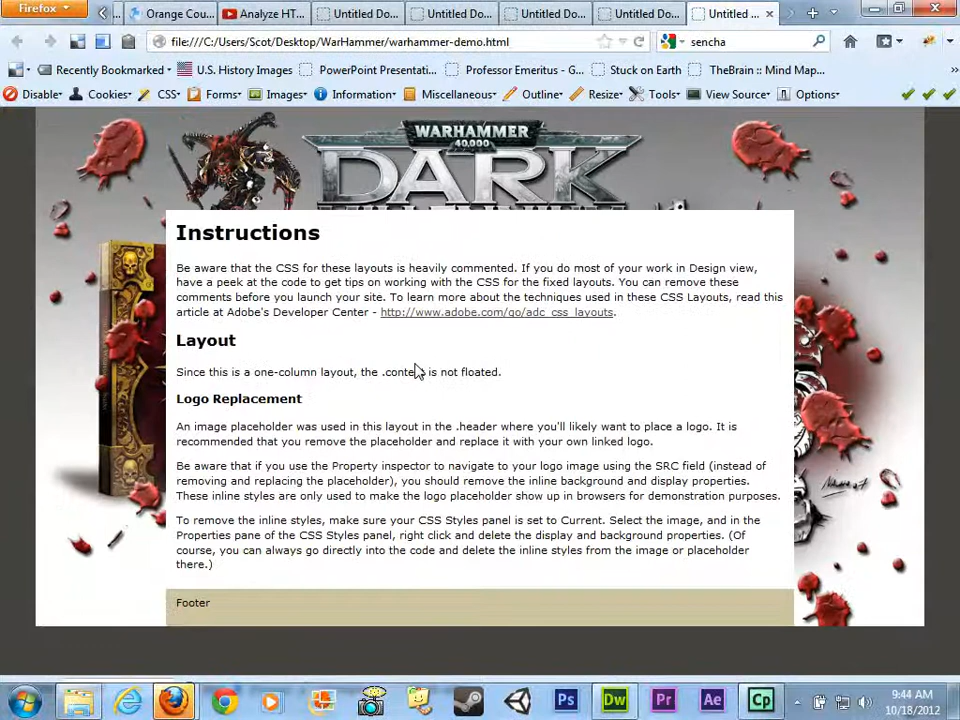 Firefox
Orange Cou...
Analyze HT...
Untitled Do...
Untitled Do...
Untitled Do...
Untitled Do...
Untitled ...
file:///C:/Users/Scot/Desktop/WarHammer/warhammer-demo.html
sencha
Recently Bookmarked
U.S. History Images
PowerPoint Presentati...
Professor Emeritus - G...
Stuck on Earth
TheBrain :: Mind Map...
Disable
Cookies
CSS
Forms
Images
Information
Miscellaneous
Outline
Resize
Tools
View Source
Options
WARHAMMER
40,000
DARK
Instructions
Be aware that the CSS for these layouts is heavily commented. If you do most of your work in Design view,
have a peek at the code to get tips on working with the CSS for the fixed layouts. You can remove these
comments before you launch your site. To learn more about the techniques used in these CSS Layouts, read this
article at Adobe's Developer Center - http://www.adobe.com/go/adc_css_layouts.
Layout
Since this is a one-column layout, the .content is not floated.
Logo Replacement
An image placeholder was used in this layout in the .header where you'll likely want to place a logo. It is
recommended that you remove the placeholder and replace it with your own linked logo.
Be aware that if you use the Property inspector to navigate to your logo image using the SRC field (instead of
removing and replacing the placeholder), you should remove the inline background and display properties.
These inline styles are only used to make the logo placeholder show up in browsers for demonstration purposes.
To remove the inline styles, make sure your CSS Styles panel is set to Current. Select the image, and in the
Properties pane of the CSS Styles panel, right click and delete the display and background properties. (Of
course, you can always go directly into the code and delete the inline styles from the image or placeholder
there.)
Footer
Ps
Dw
Pr
Ae
Cp
9:44 AM
10/18/2012